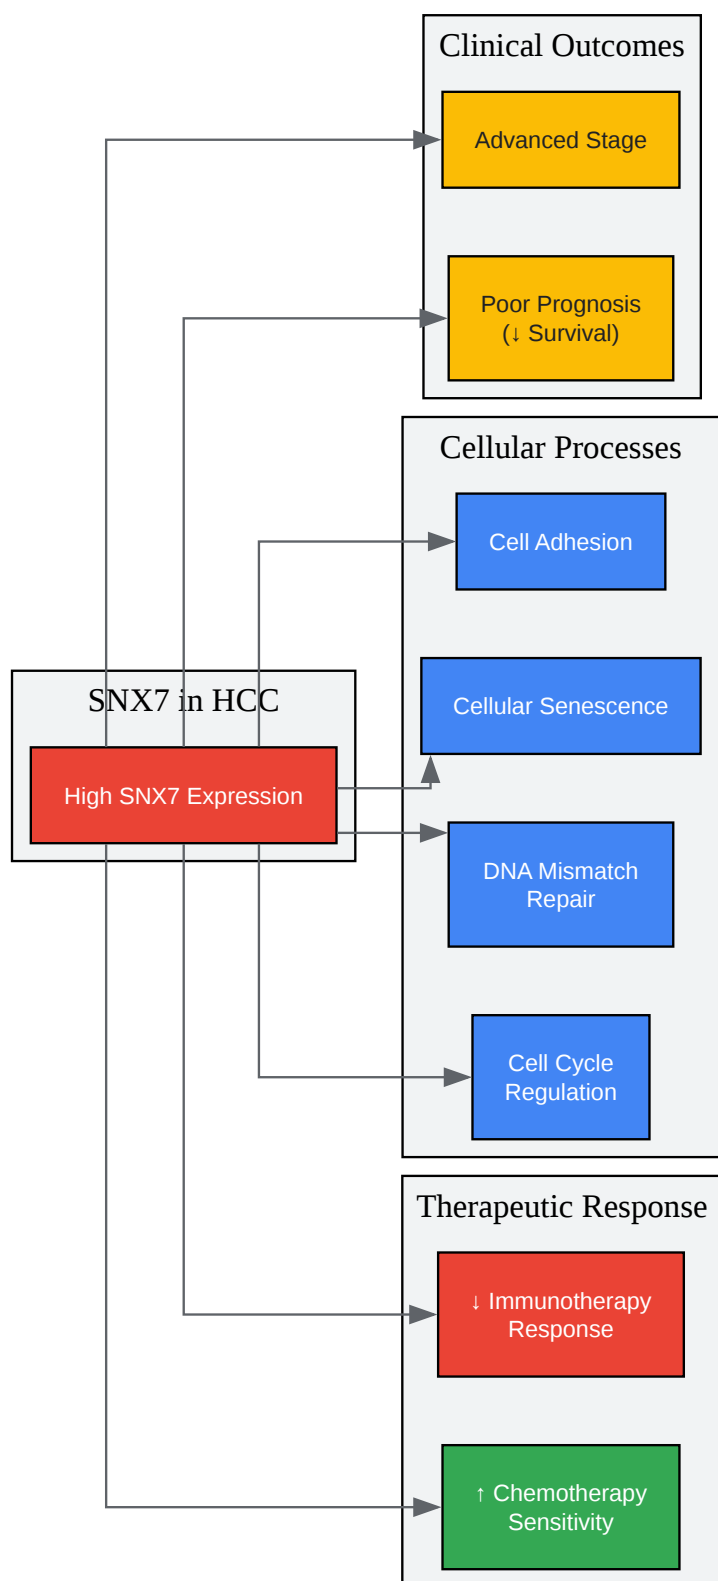 Clinical Outcomes
Advanced Stage
Poor Prognosis
(↓ Survival)
Cellular Processes
Cell Adhesion
Cellular Senescence
SNX7 in HCC
High SNX7 Expression
DNA Mismatch
Repair
Cell Cycle
Regulation
Therapeutic Response
↓ Immunotherapy
Response
↑ Chemotherapy
Sensitivity